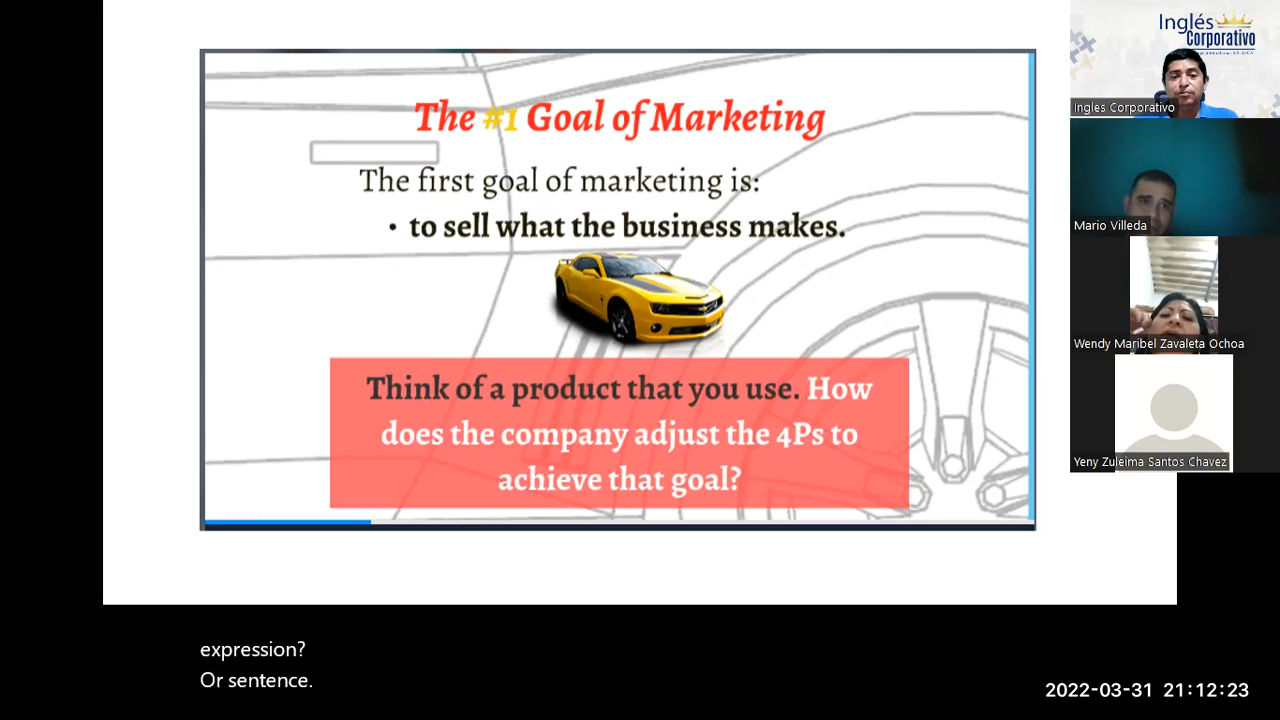 The #1 Goal of Marketing
The first goal of marketing is:
• to sell what the business makes.
Think of a product that you use. How
does the company adjust the 4Ps to
achieve that goal?
Inglés
Corporativo
Ingles Corporativo
Mario Villeda
Wendy Maribel Zavaleta Ochoa
Yeny Zuleima Santos Chavez
expression?
Or sentence.
2022-03-31 21:12:23